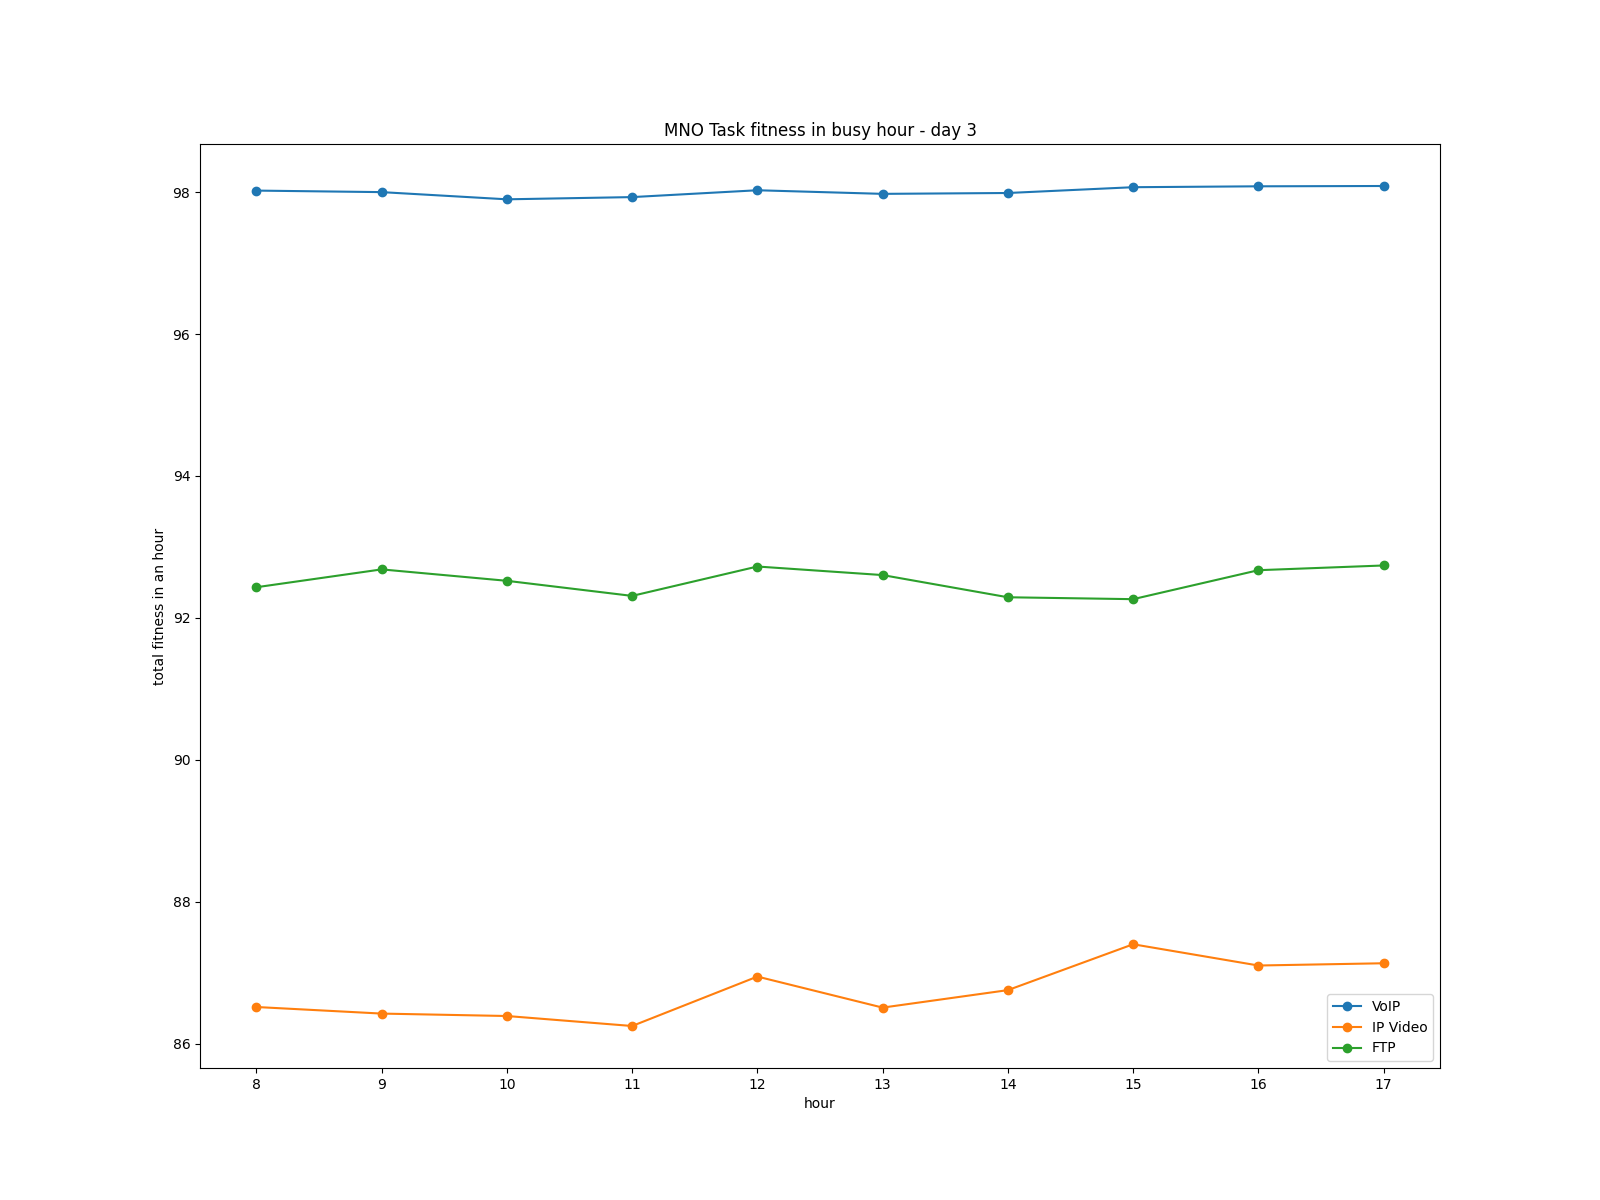 MNO Task fitness in busy hour - day 3
total fitness in an hour
98
96
94
92
90
88
86
8 9 10 11 12 13 14 15 16 17
hour
VoIP
IP Video
FTP